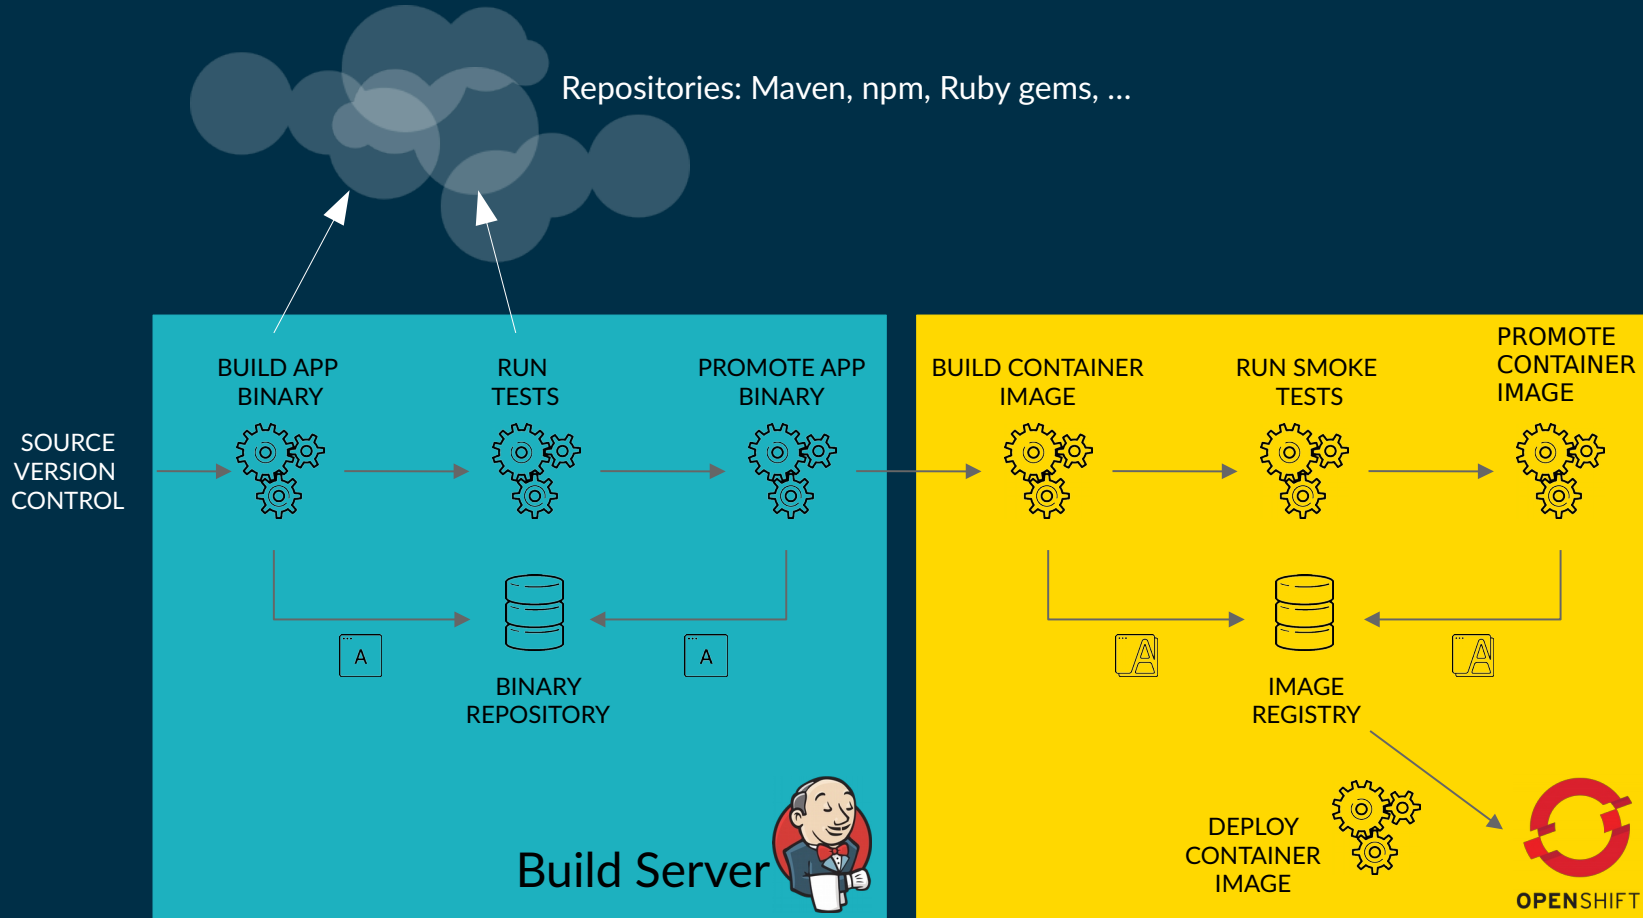 Repositories: Maven, npm, Ruby gems, ...
BUILD APP
BINARY
RUN
TESTS
PROMOTE APP
BINARY
BUILD CONTAINER
IMAGE
RUN SMOKE
TESTS
PROMOTE
CONTAINER
IMAGE
SOURCE
VERSION
CONTROL
A
A
A
A
BINARY
REPOSITORY
IMAGE
REGISTRY
Build Server
DEPLOY
CONTAINER
IMAGE
OPENSHIFT